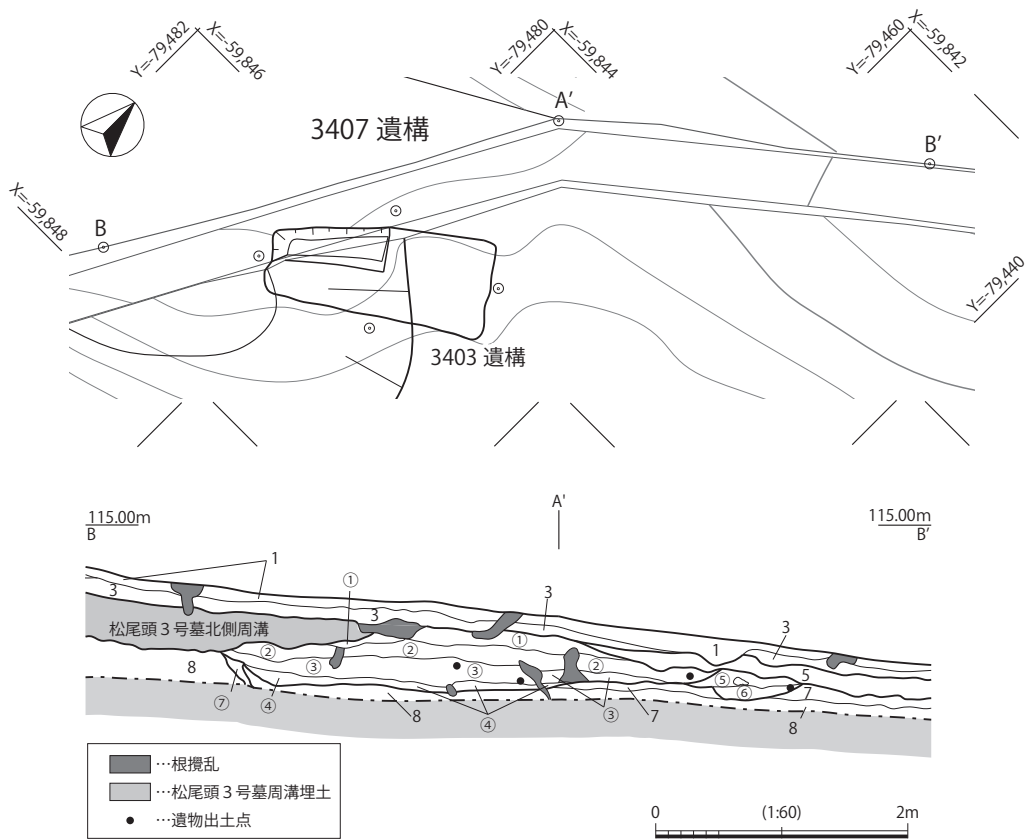 Y=-79,482
X=-59,846
Y=-79,480
X=-59,844
Y=-79,460
X=-59,842
A'
3407 遺構
B'
X=-59,848
B
Y=-79,440
3403 遺構
A'
115.00m
B
115.00m
B'
1
①
3
3
3
3
松尾頭3号墓北側周溝
①
1
②
②
8
③
③
②
⑤
5
⑥
7
⑦
④
8
④
③
7
8
…根攪乱
…松尾頭3号墓周溝埋土
…遺物出土点
0 (1:60) 2m